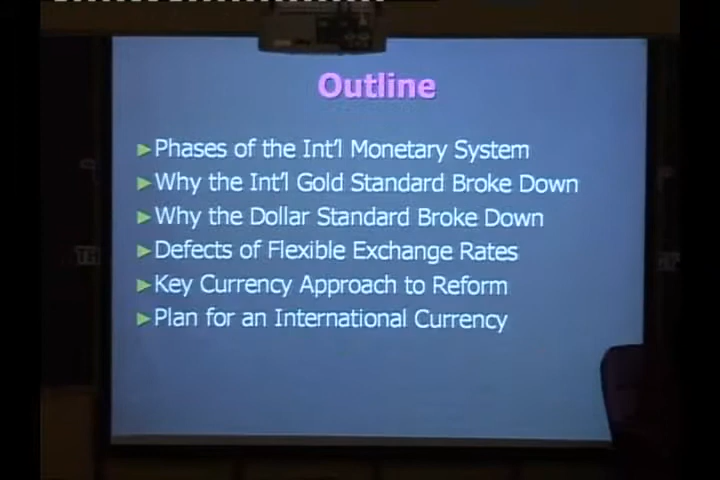 Outline
►Phases of the Int'l Monetary System
►Why the Int'l Gold Standard Broke Down
►Why the Dollar Standard Broke Down
►Defects of Flexible Exchange Rates
►Key Currency Approach to Reform
►Plan for an International Currency
TH